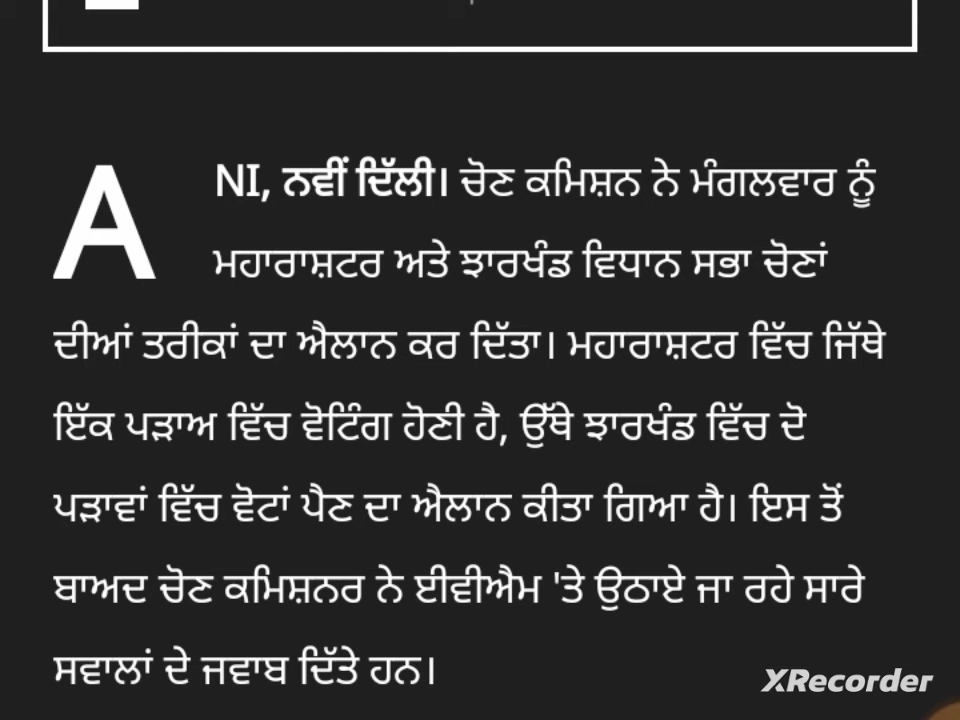 ANI, ਨਵੀਂ ਦਿੱਲੀ। ਚੋਣ ਕਮਿਸ਼ਨ ਨੇ ਮੰਗਲਵਾਰ ਨੂੰ
ਮਹਾਰਾਸ਼ਟਰ ਅਤੇ ਝਾਰਖੰਡ ਵਿਧਾਨ ਸਭਾ ਚੋਣਾਂ
ਦੀਆਂ ਤਰੀਕਾਂ ਦਾ ਐਲਾਨ ਕਰ ਦਿੱਤਾ। ਮਹਾਰਾਸ਼ਟਰ ਵਿੱਚ ਜਿੱਥੇ
ਇੱਕ ਪੜਾਅ ਵਿੱਚ ਵੋਟਿੰਗ ਹੋਣੀ ਹੈ, ਉੱਥੇ ਝਾਰਖੰਡ ਵਿੱਚ ਦੋ
ਪੜਾਵਾਂ ਵਿੱਚ ਵੋਟਾਂ ਪੈਣ ਦਾ ਐਲਾਨ ਕੀਤਾ ਗਿਆ ਹੈ। ਇਸ ਤੋਂ
ਬਾਅਦ ਚੋਣ ਕਮਿਸ਼ਨਰ ਨੇ ਈਵੀਐਮ 'ਤੇ ਉਠਾਏ ਜਾ ਰਹੇ ਸਾਰੇ
ਸਵਾਲਾਂ ਦੇ ਜਵਾਬ ਦਿੱਤੇ ਹਨ।
XRecorder